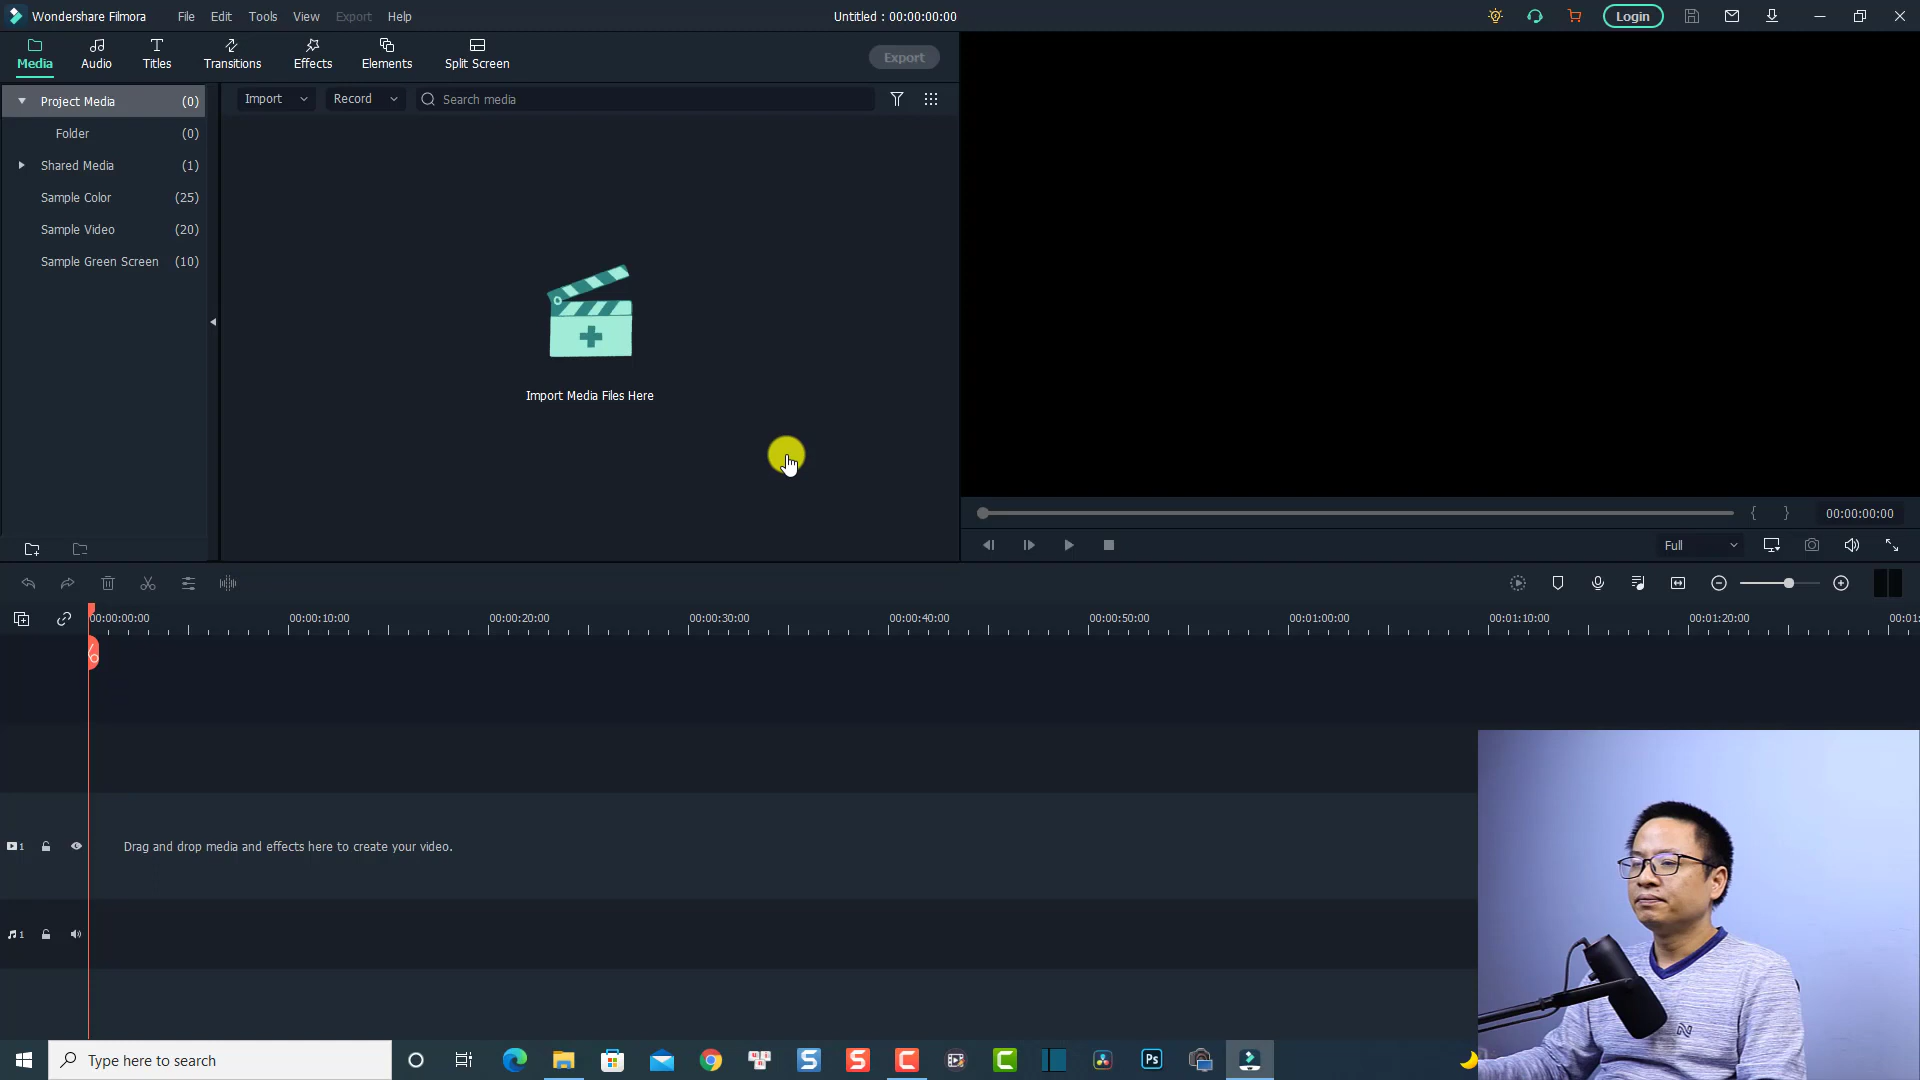 Wondershare Filmora File Edit Tools View Export Help Untitled : 00:00:00:00 Login
Media Audio Titles Transitions Effects Elements Split Screen Export
Project Media (0)
Folder (0)
Shared Media (1)
Sample Color (25)
Sample Video (20)
Sample Green Screen (10)
Import Record Search media
Import Media Files Here
{ } 00:00:00:00
Full
00:00:00:00 00:00:10:00 00:00:20:00 00:00:30:00 00:00:40:00 00:00:50:00 00:01:00:00 00:01:10:00 00:01:20:00 00:01:
1 Drag and drop media and effects here to create your video.
1
Type here to search
S S C C Ps